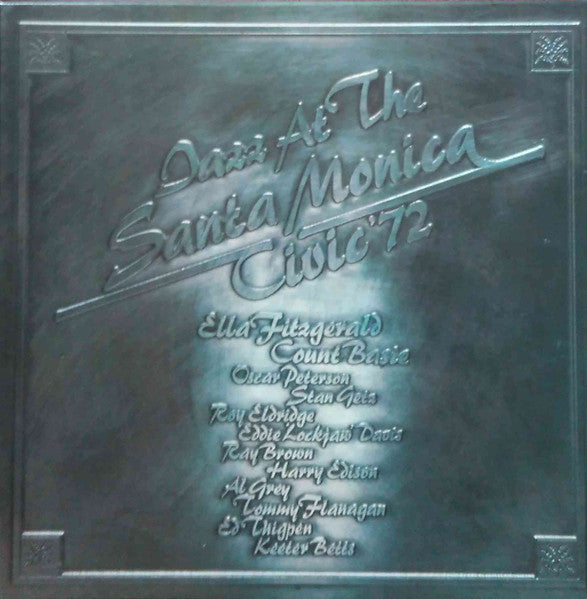 Jazz At The
Santa Monica
Civic '72
Ella Fitzgerald
Count Basie
Oscar Peterson
Stan Getz
Roy Eldridge
Eddie 'Lockjaw' Davis
Ray Brown
Harry Edison
Al Grey
Tommy Flanagan
Ed Thigpen
Keeter Betts